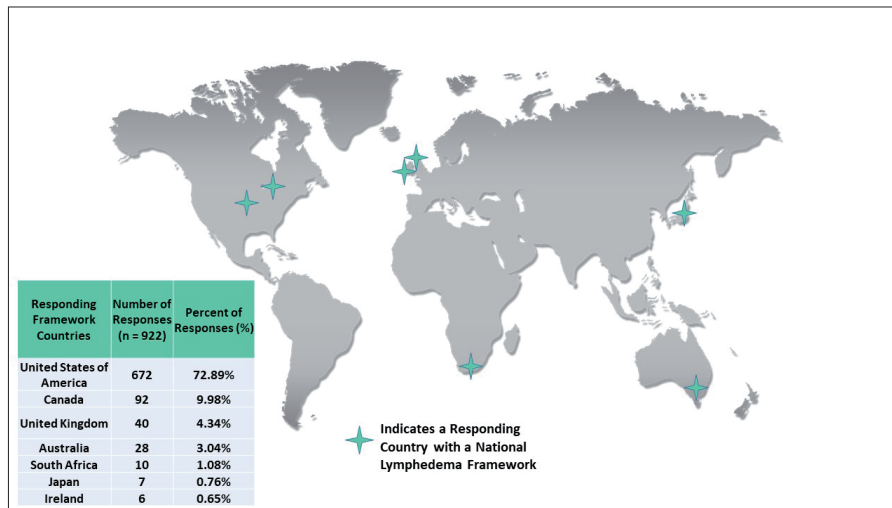 Responding Framework Countries Number of Responses (n = 922) Percent of Responses (%)
United States of America 672 72.89%
Canada 92 9.98%
United Kingdom 40 4.34%
Australia 28 3.04%
South Africa 10 1.08%
Japan 7 0.76%
Ireland 6 0.65%
Indicates a Responding
Country with a National
Lymphedema Framework